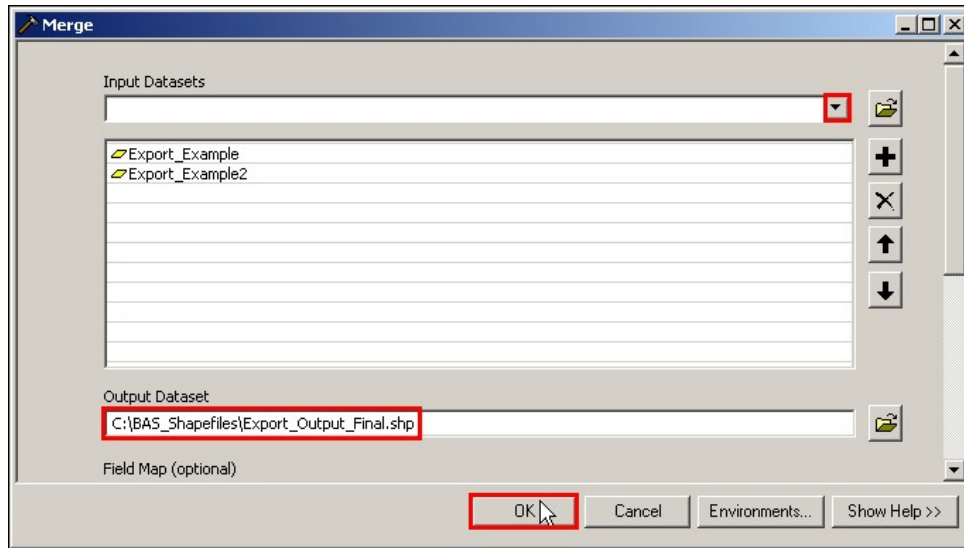 Merge
Input Datasets
Export_Example
Export_Example2
Output Dataset
C:\BAS_Shapefiles\Export_Output_Final.shp
Field Map (optional)
OK Cancel Environments... Show Help >>